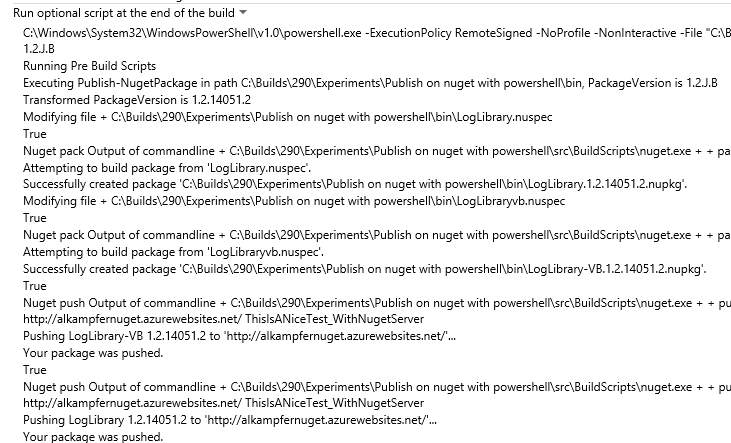 Run optional script at the end of the build
C:\Windows\System32\WindowsPowerShell\v1.0\powershell.exe -ExecutionPolicy RemoteSigned -NoProfile -NonInteractive -File "C:\B
1.2.J.B
Running Pre Build Scripts
Executing Publish-NugetPackage in path C:\Builds\290\Experiments\Publish on nuget with powershell\bin, PackageVersion is 1.2.J.B
Transformed PackageVersion is 1.2.14051.2
Modifying file + C:\Builds\290\Experiments\Publish on nuget with powershell\bin\LogLibrary.nuspec
True
Nuget pack Output of commandline + C:\Builds\290\Experiments\Publish on nuget with powershell\src\BuildScripts\nuget.exe + + pa
Attempting to build package from 'LogLibrary.nuspec'.
Successfully created package 'C:\Builds\290\Experiments\Publish on nuget with powershell\bin\LogLibrary.1.2.14051.2.nupkg'.
Modifying file + C:\Builds\290\Experiments\Publish on nuget with powershell\bin\LogLibraryvb.nuspec
True
Nuget pack Output of commandline + C:\Builds\290\Experiments\Publish on nuget with powershell\src\BuildScripts\nuget.exe + + pa
Attempting to build package from 'LogLibraryvb.nuspec'.
Successfully created package 'C:\Builds\290\Experiments\Publish on nuget with powershell\bin\LogLibrary-VB.1.2.14051.2.nupkg'.
True
Nuget push Output of commandline + C:\Builds\290\Experiments\Publish on nuget with powershell\src\BuildScripts\nuget.exe + + pu
http://alkampfernuget.azurewebsites.net/ ThisIsANiceTest_WithNugetServer
Pushing LogLibrary-VB 1.2.14051.2 to 'http://alkampfernuget.azurewebsites.net/'...
Your package was pushed.
True
Nuget push Output of commandline + C:\Builds\290\Experiments\Publish on nuget with powershell\src\BuildScripts\nuget.exe + + pu
http://alkampfernuget.azurewebsites.net/ ThisIsANiceTest_WithNugetServer
Pushing LogLibrary 1.2.14051.2 to 'http://alkampfernuget.azurewebsites.net/'...
Your package was pushed.